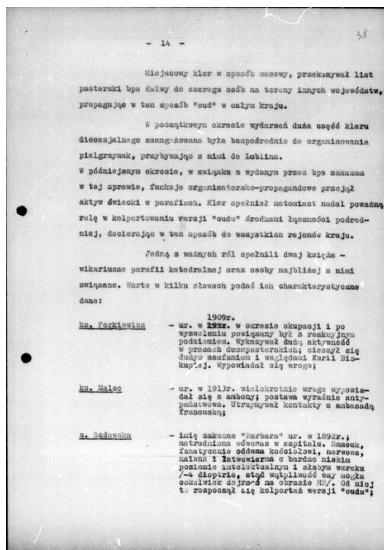 38
- 14 -
Miejscowy kler w sposób masowy, przekazywał list
pasterski bpa Kalwy do szeregu osób na tereny innych województw,
propagując w ten sposób "cud" w całym kraju.
W początkowym okresie wydarzeń duża część kleru
diecezjalnego zaangażowana była bezpośrednio do organizowania
pielgrzymek, przybywając z nimi do Lublina.
W późniejszym okresie, w związku z wydanym przez bpa zakazem
w tej sprawie, funkcje organizatorsko-propagandowe przejął
aktyw świecki w parafiach. Kler spełniał natomiast nadal poważną
rolę w kolportowaniu wersji "cudu" środkami łączności pośred-
niej, docierając w ten sposób do wszystkich rejonów kraju.
Jedną z ważnych ról spełnili dwaj księża -
wikariusze parafii katedralnej oraz osoby najbliżej z nimi
związane. Warto w kilku słowach podać ich charakterystyczne
dane:
1909r.
ks. Forkiewicz - ur. w w okresie okupacji i po
wyzwoleniu powiązany był z reakcyjnym
podziemiem. Wykazywał dużą aktywność
w pracach duszpasterskich; cieszył się
dużym zaufaniem i względami Kurii Bis-
kupiej. Wypowiadał się wrogo;
ks. Malec - ur. w 1913r. wielokrotnie wrogo wypowia-
dał się z ambony; postawa wyraźnie anty-
państwowa. Utrzymywał kontakty z ambasadą
francuską;
s. Sadowska - imię zakonne "Barbara" ur. w 1892r.;
zatrudniona wówczas w szpitalu. Samouk,
fanatycznie oddana kościołowi, nerwowa,
naiwna i łatwowierna o bardzo niskim
poziomie intelektualnym i słabym wzroku
/-4 dioptrie, stąd wątpliwość czy mogła
cokolwiek dojrzeć na obrazie MB/. Od niej
to rozpoczął się kolportaż wersji "cudu";